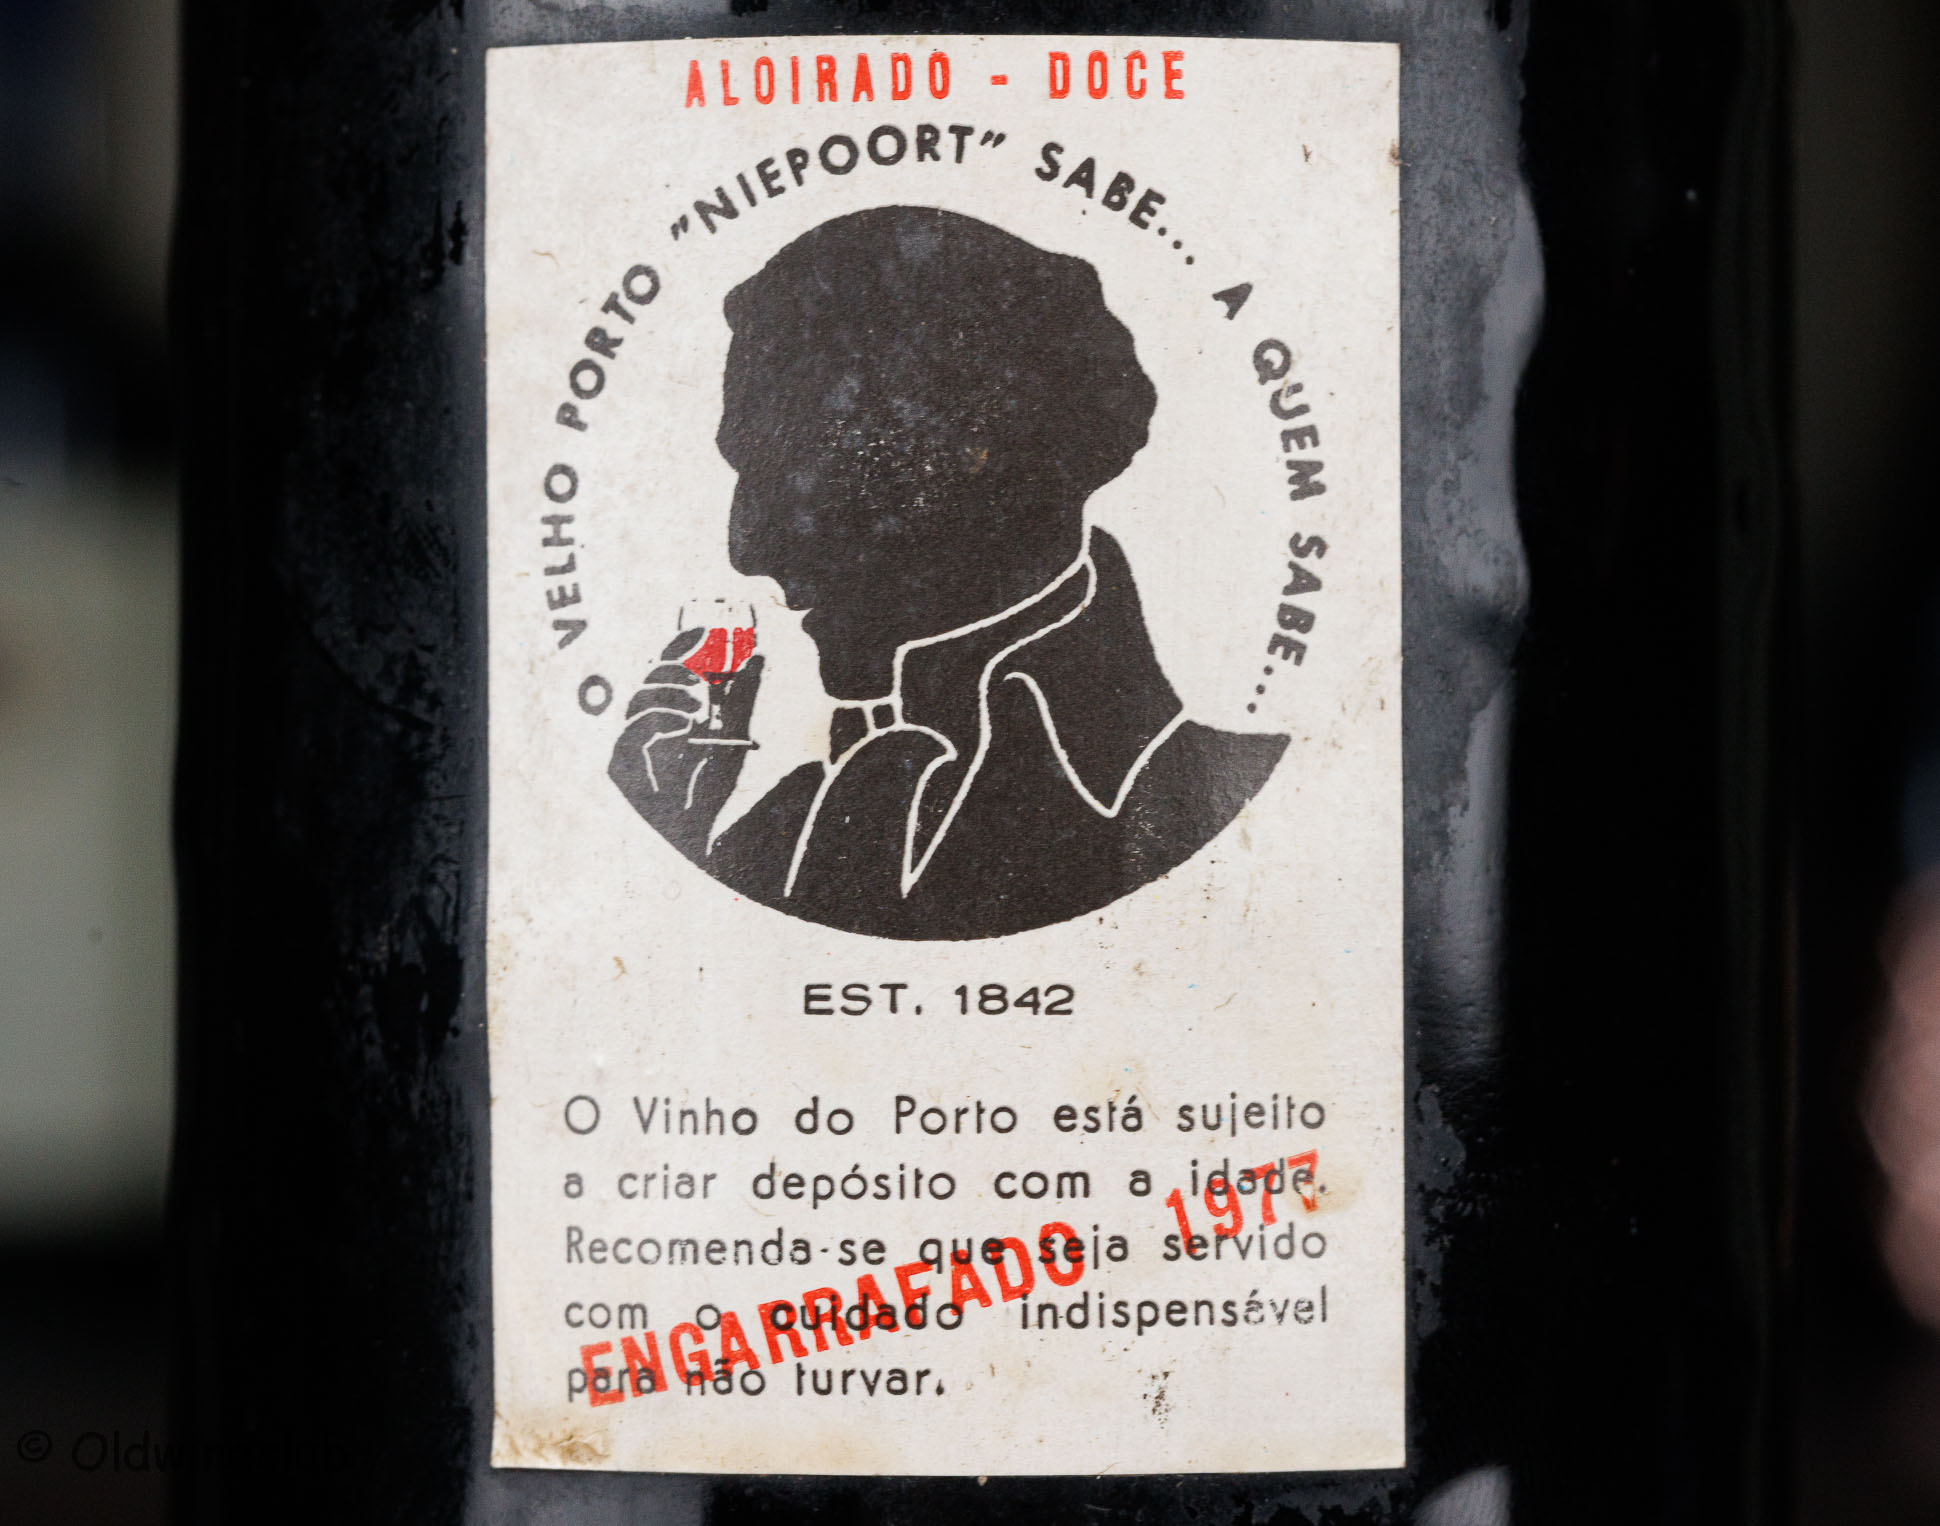 ALOIRADO - DOCE
O VELHO PORTO "NIEPOORT" SABE... A QUEM SABE...
EST. 1842
O Vinho do Porto está sujeito
a criar depósito com a idade.
Recomenda-se que seja servido
com o cuidado indispensável
para não turvar.
ENGARRAFADO 1977
© Oldwineclub